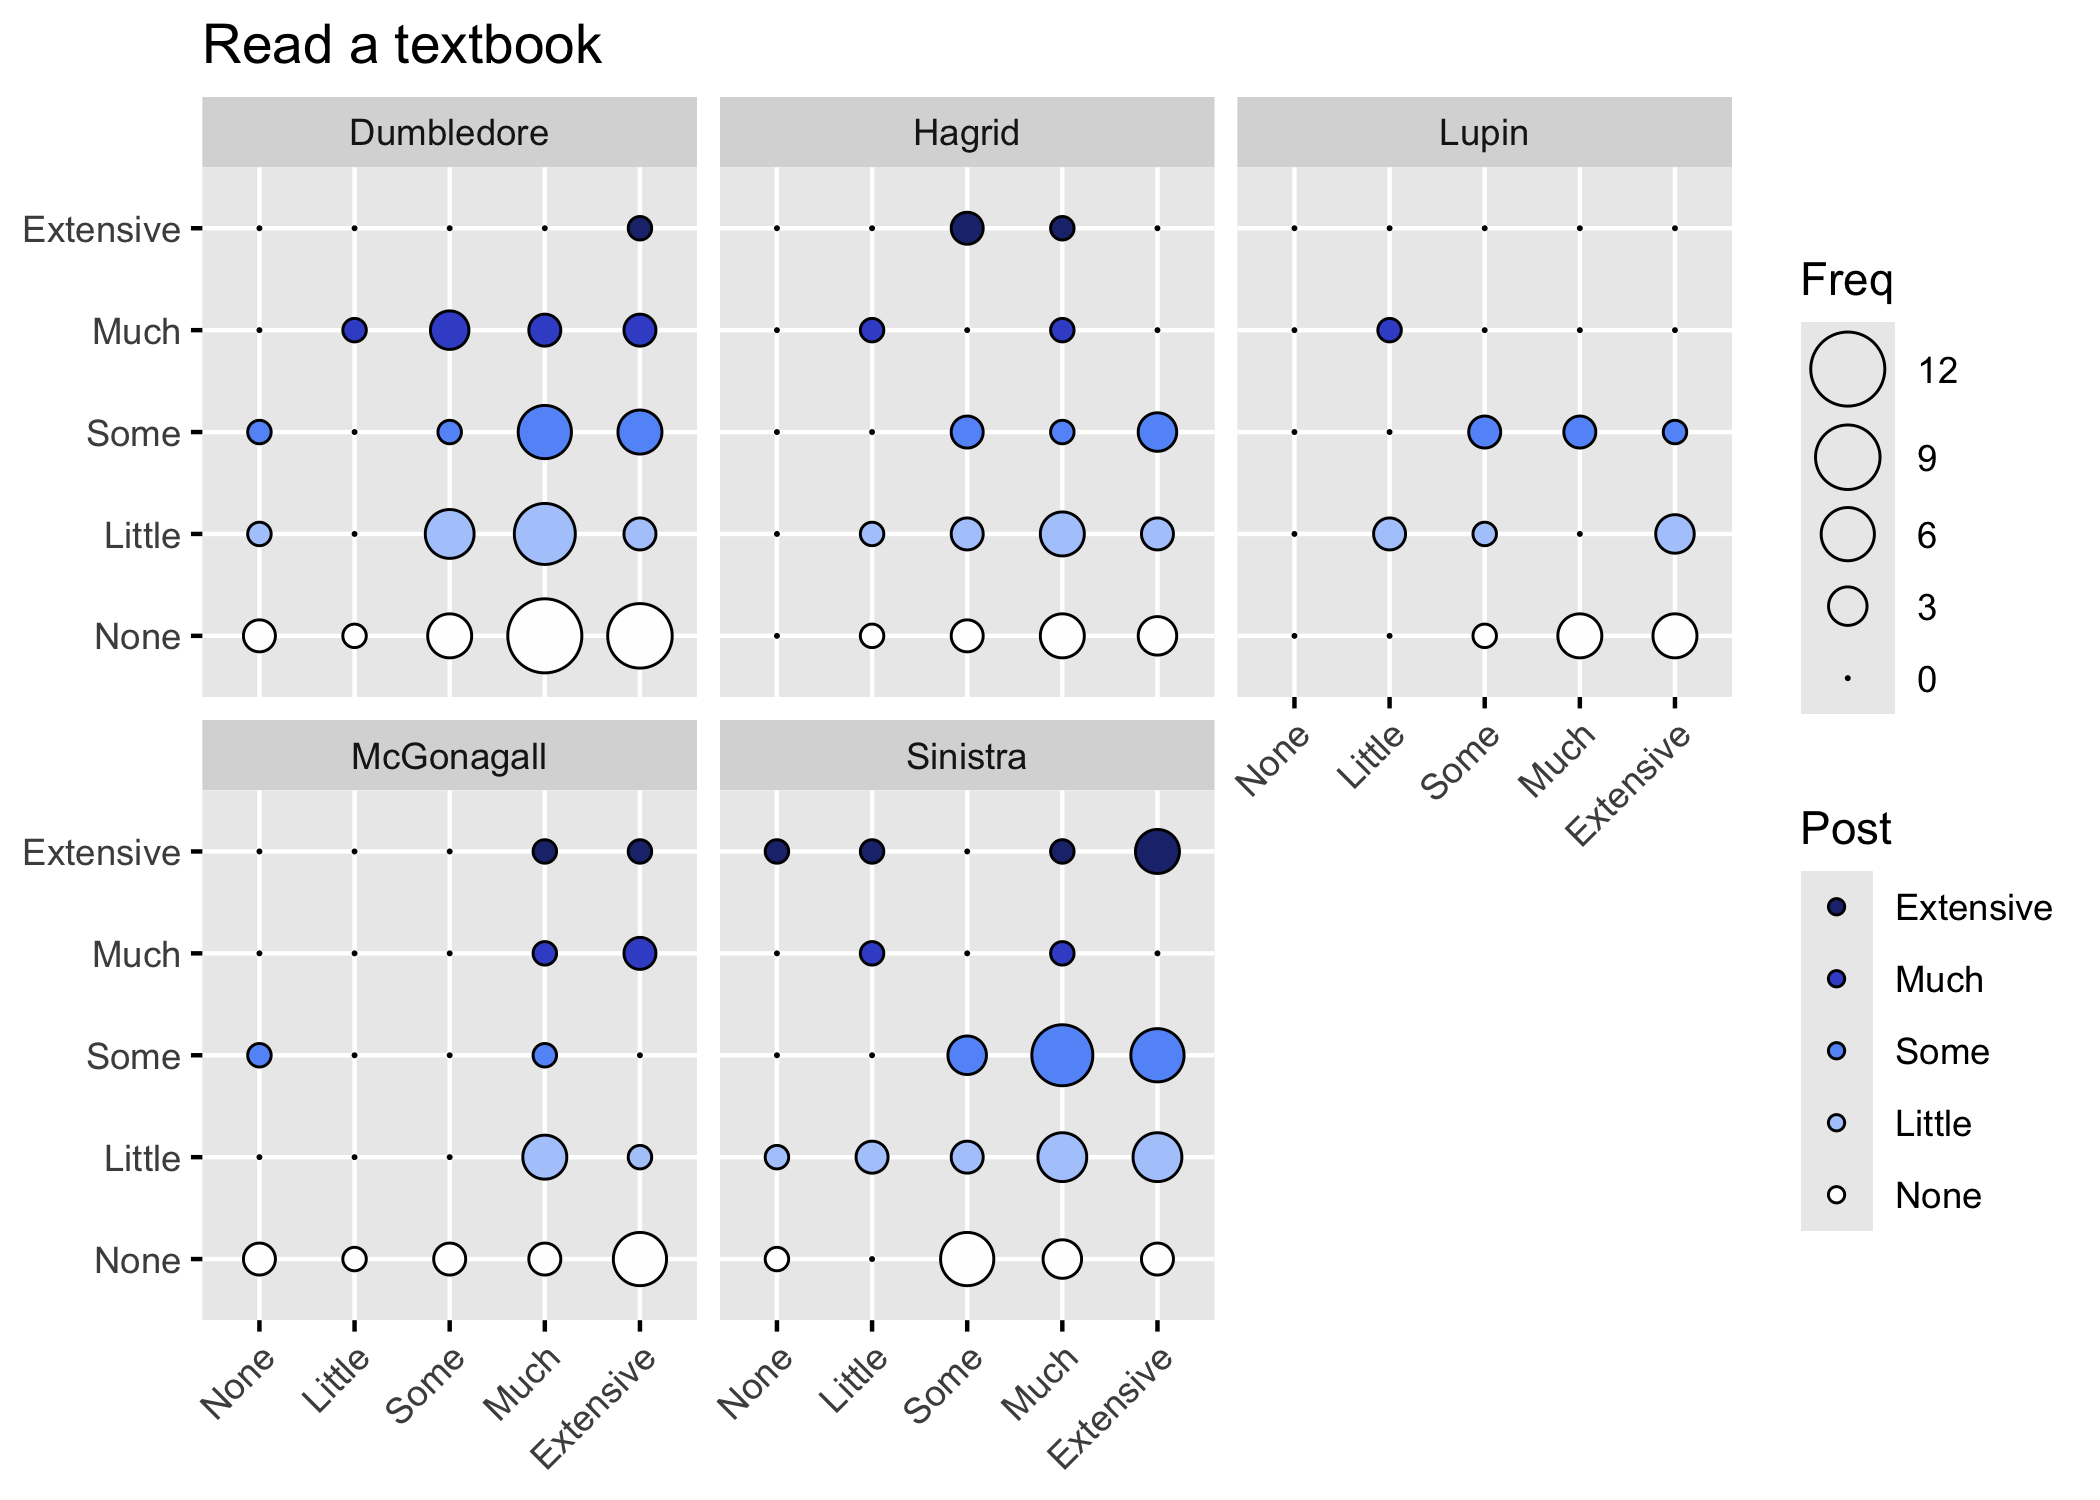 Read a textbook
Dumbledore
Hagrid
Lupin
Extensive
Much
Some
Little
None
None
Little
Some
Much
Extensive
McGonagall
Sinistra
Extensive
Much
Some
Little
None
None
Little
Some
Much
Extensive
None
Little
Some
Much
Extensive
Freq
12
9
6
3
0
Post
Extensive
Much
Some
Little
None